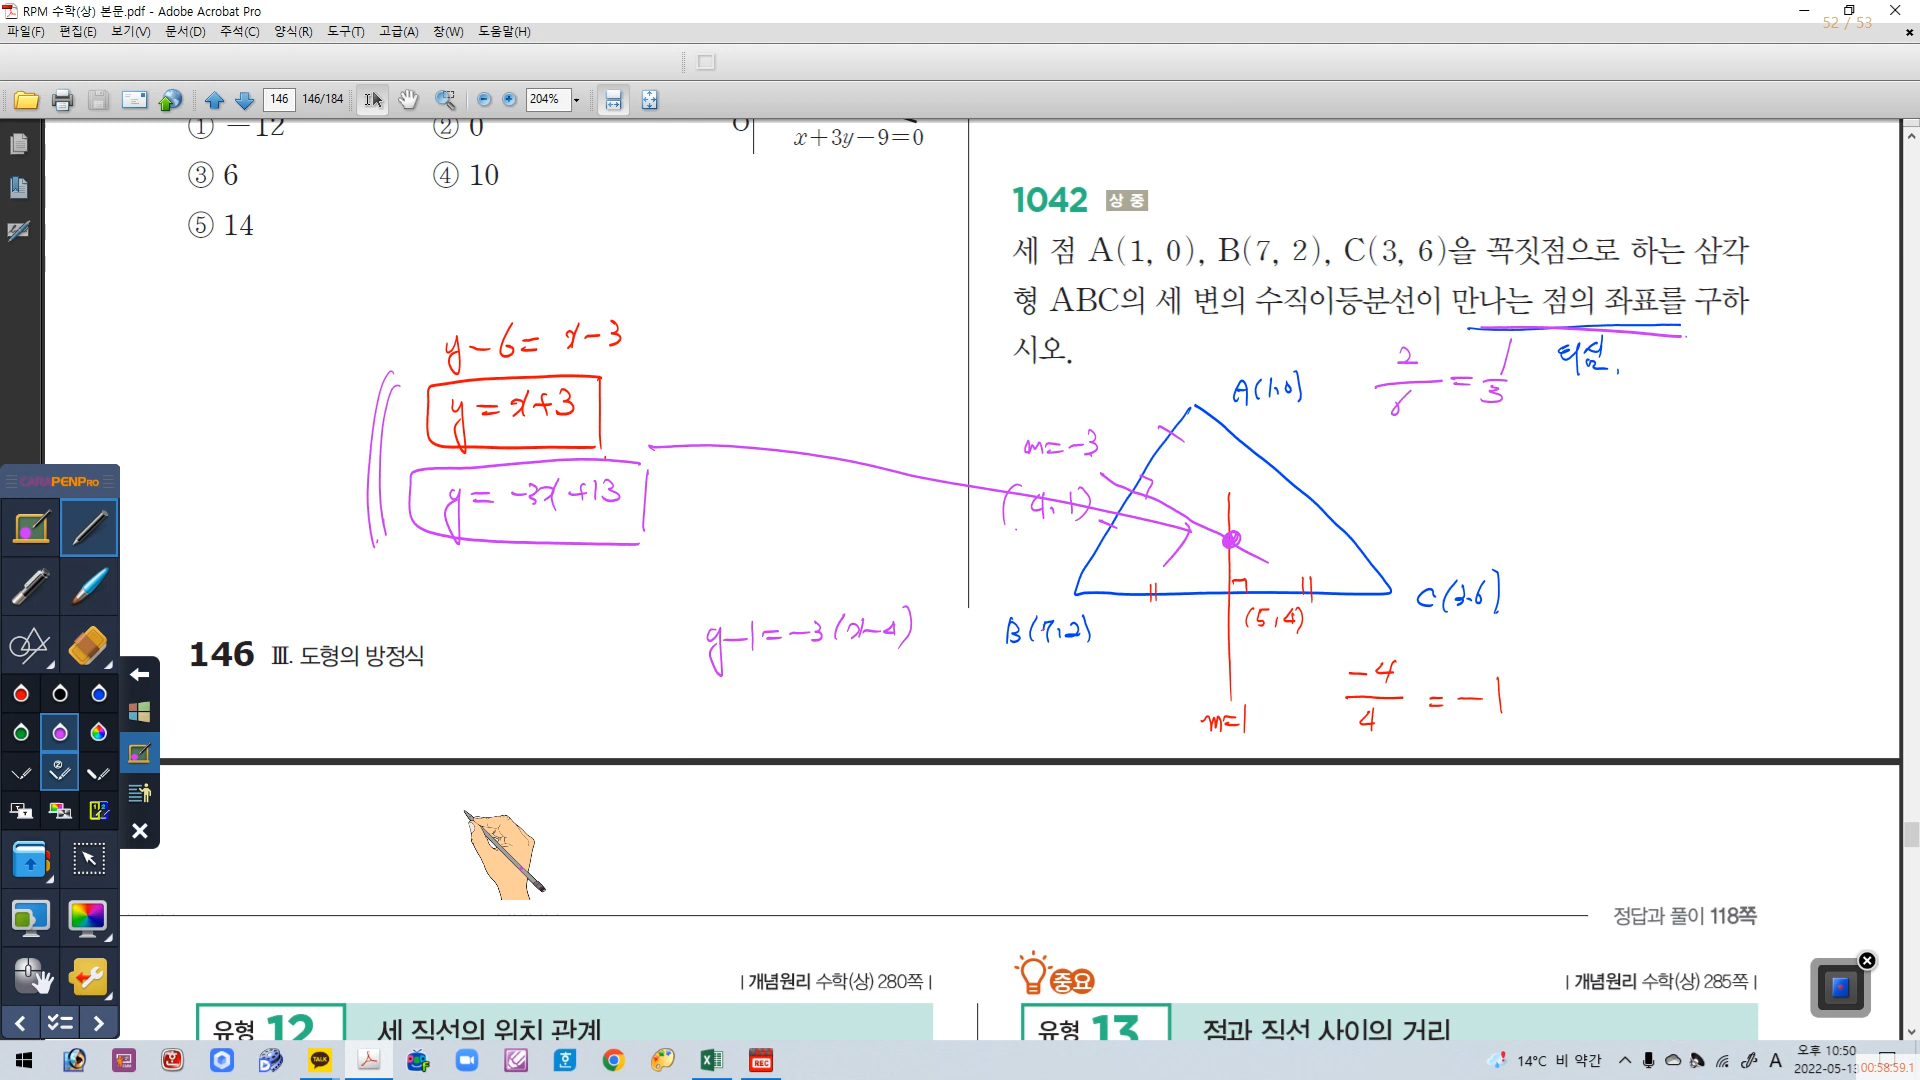 RPM 수학(상) 본문.pdf - Adobe Acrobat Pro
52 / 53
파일(F) 편집(E) 보기(V) 문서(D) 주석(C) 양식(R) 도구(T) 고급(A) 창(W) 도움말(H)
146 146/184 204%
① -12 ② 0
③ 6 ④ 10
⑤ 14
O
x+3y-9=0
y-6= x-3
y=x+3
y= -3x+13
y-1=-3(x-4)
146 Ⅲ. 도형의 방정식
1042 상 중
세 점 A(1, 0), B(7, 2), C(3, 6)을 꼭짓점으로 하는 삼각
형 ABC의 세 변의 수직이등분선이 만나는 점의 좌표를 구하
시오.
외심.
2/6 = 1/3
A(1,0)
m=-3
(4,1)
B(7,2)
C(3,6)
(5,4)
m=1
-4/4 = -1
CARAPENPRO
정답과 풀이 118쪽
| 개념원리 수학(상) 280쪽 |
유형 12 세 직선의 위치 관계
중요
| 개념원리 수학(상) 285쪽 |
유형 13 점과 직선 사이의 거리
TALK
REC
14°C 비 약간
A
오후 10:50
2022-05-13
00:58:59.1